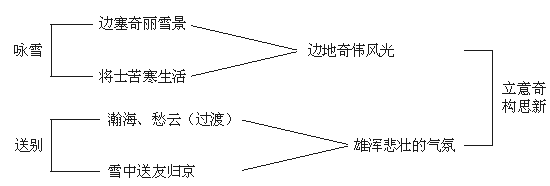 咏雪
边塞奇丽雪景
将士苦寒生活
边地奇伟风光
送别
瀚海、愁云（过渡）
雪中送友归京
雄浑悲壮的气氛
立意奇
构思新